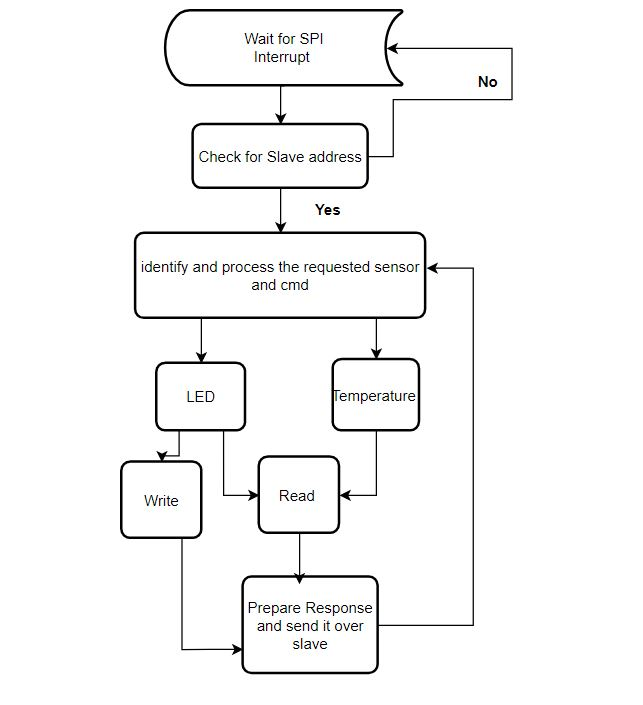 Wait for SPI
Interrupt
No
Check for Slave address
Yes
identify and process the requested sensor
and cmd
LED
Temperature
Write
Read
Prepare Response
and send it over
slave